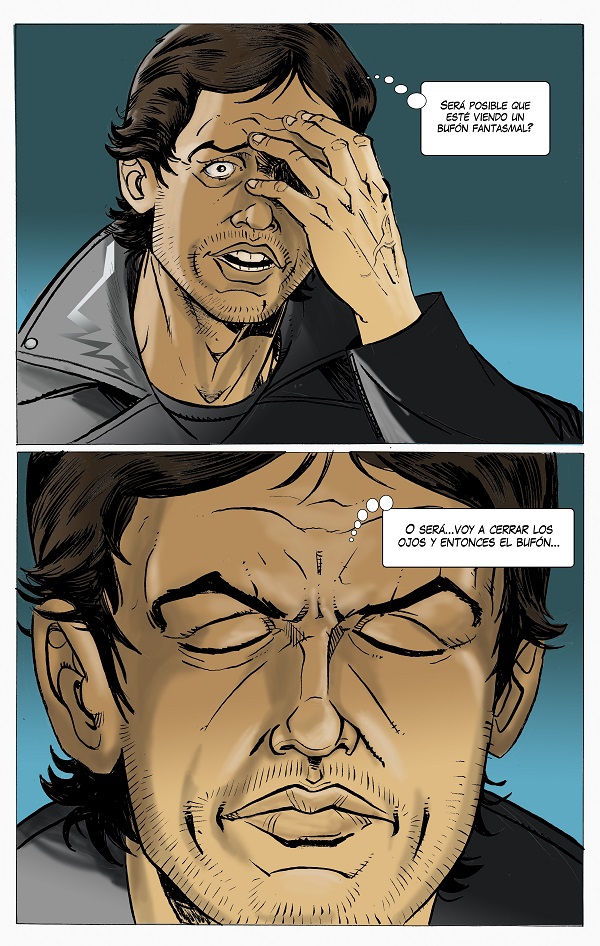 SERÁ POSIBLE QUE
ESTÉ VIENDO UN
BUFÓN FANTASMAL?
O SERÁ...VOY A CERRAR LOS
OJOS Y ENTONCES EL BUFÓN...